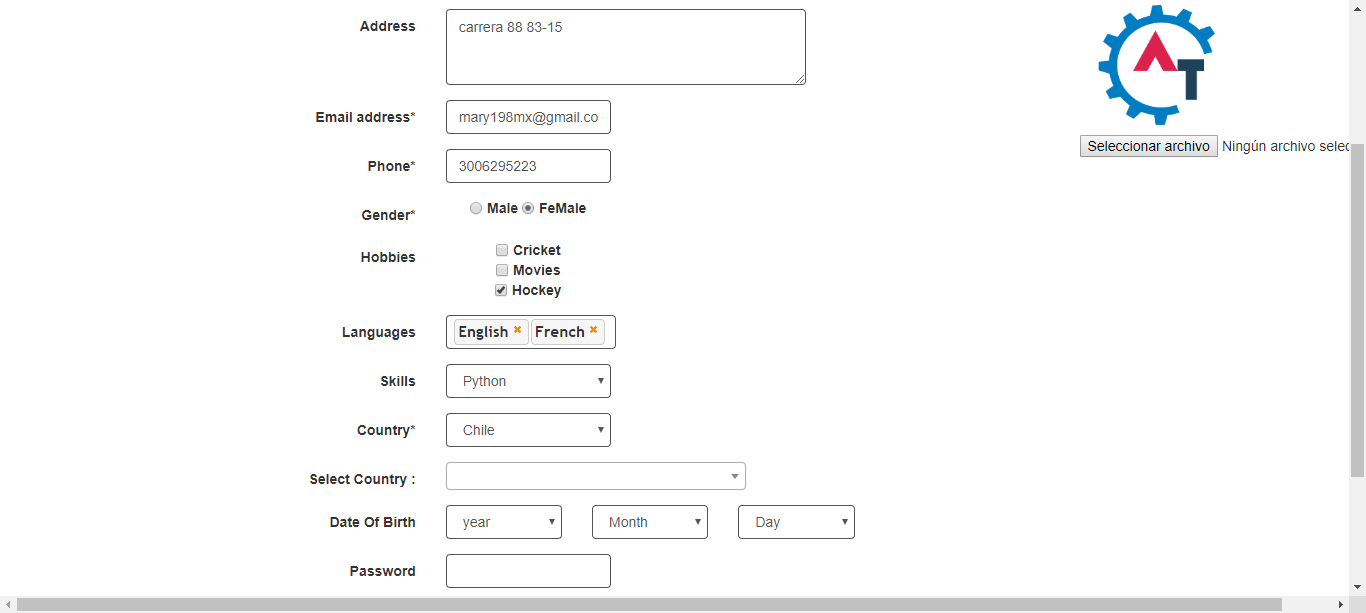 Address carrera 88 83-15
Email address* mary198mx@gmail.co
Seleccionar archivo Ningún archivo selec
Phone* 3006295223
Gender* Male FeMale
Hobbies Cricket
Movies
Hockey
Languages English French
Skills Python
Country* Chile
Select Country :
Date Of Birth year Month Day
Password